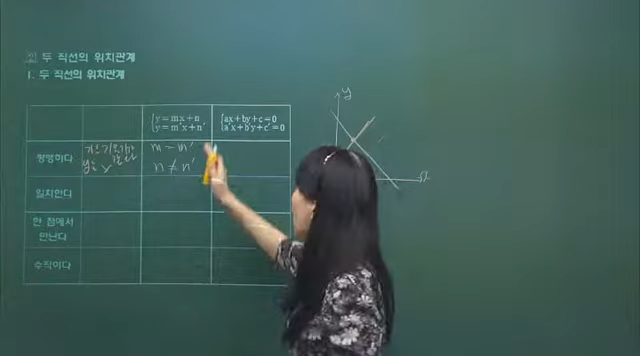 2 두 직선의 위치관계
1. 두 직선의 위치관계
y=mx+n
y=m'x+n'
ax+by+c=0
a'x+b'y+c'=0
평행하다
m = m'
n ≠ n'
일치한다
한 점에서
만난다
수직이다
y
x